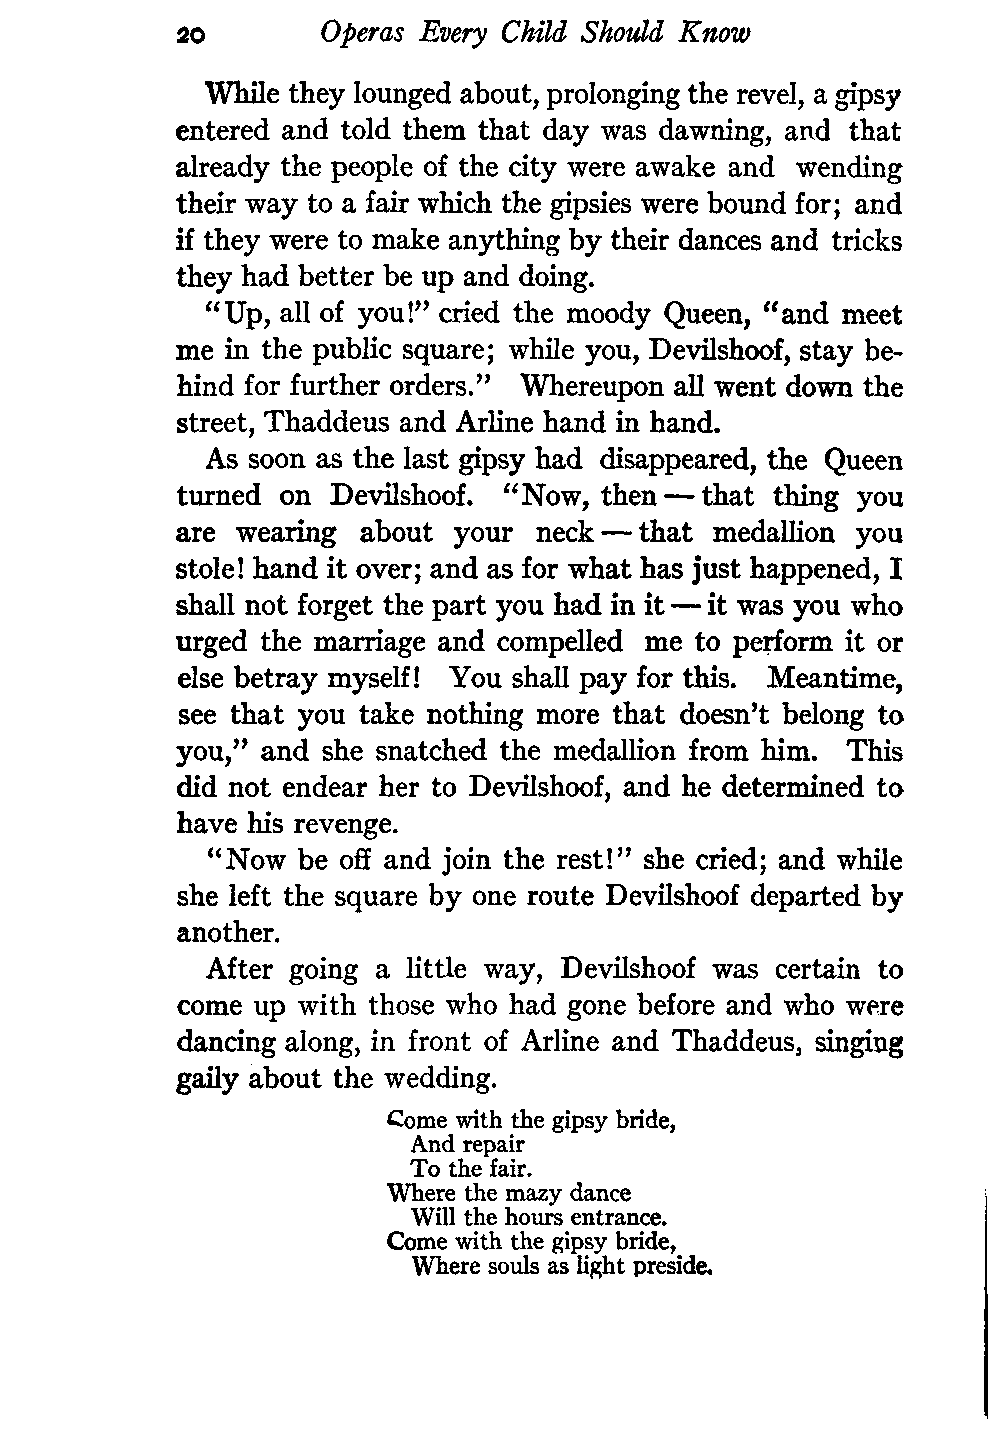 20 Operas Every Child Should Know
While they lounged about, prolonging the revel, a gipsy
entered and told them that day was dawning, and that
already the people of the city were awake and wending
their way to a fair which the gipsies were bound for; and
if they were to make anything by their dances and tricks
they had better be up and doing.
"Up, all of you!" cried the moody Queen, "and meet
me in the public square; while you, Devilshoof, stay be-
hind for further orders." Whereupon all went down the
street, Thaddeus and Arline hand in hand.
As soon as the last gipsy had disappeared, the Queen
turned on Devilshoof. "Now, then — that thing you
are wearing about your neck — that medallion you
stole! hand it over; and as for what has just happened, I
shall not forget the part you had in it — it was you who
urged the marriage and compelled me to perform it or
else betray myself! You shall pay for this. Meantime,
see that you take nothing more that doesn't belong to
you," and she snatched the medallion from him. This
did not endear her to Devilshoof, and he determined to
have his revenge.
"Now be off and join the rest!" she cried; and while
she left the square by one route Devilshoof departed by
another.
After going a little way, Devilshoof was certain to
come up with those who had gone before and who were
dancing along, in front of Arline and Thaddeus, singing
gaily about the wedding.
Come with the gipsy bride,
And repair
To the fair.
Where the mazy dance
Will the hours entrance.
Come with the gipsy bride,
Where souls as light preside.